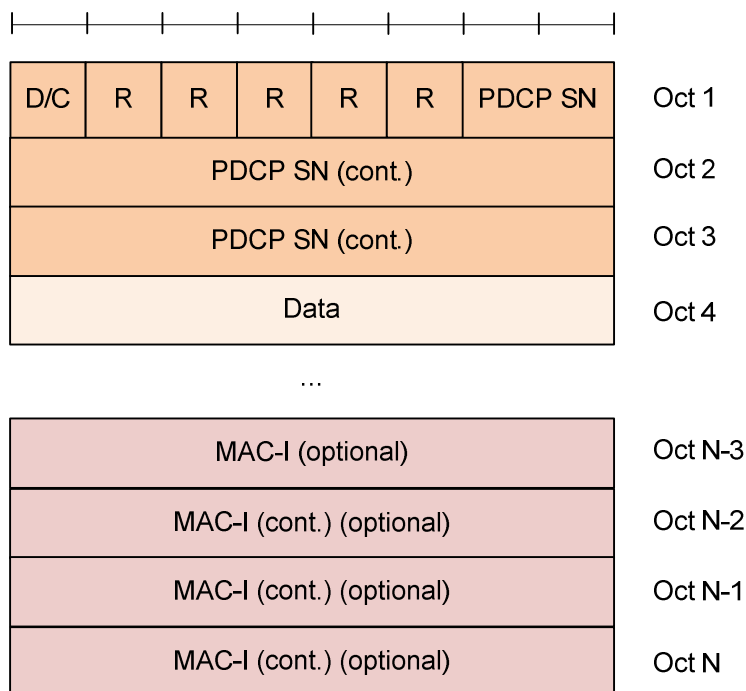 D/C R R R R R PDCP SN Oct 1
PDCP SN (cont.) Oct 2
PDCP SN (cont.) Oct 3
Data Oct 4
...
MAC-I (optional) Oct N-3
MAC-I (cont.) (optional) Oct N-2
MAC-I (cont.) (optional) Oct N-1
MAC-I (cont.) (optional) Oct N